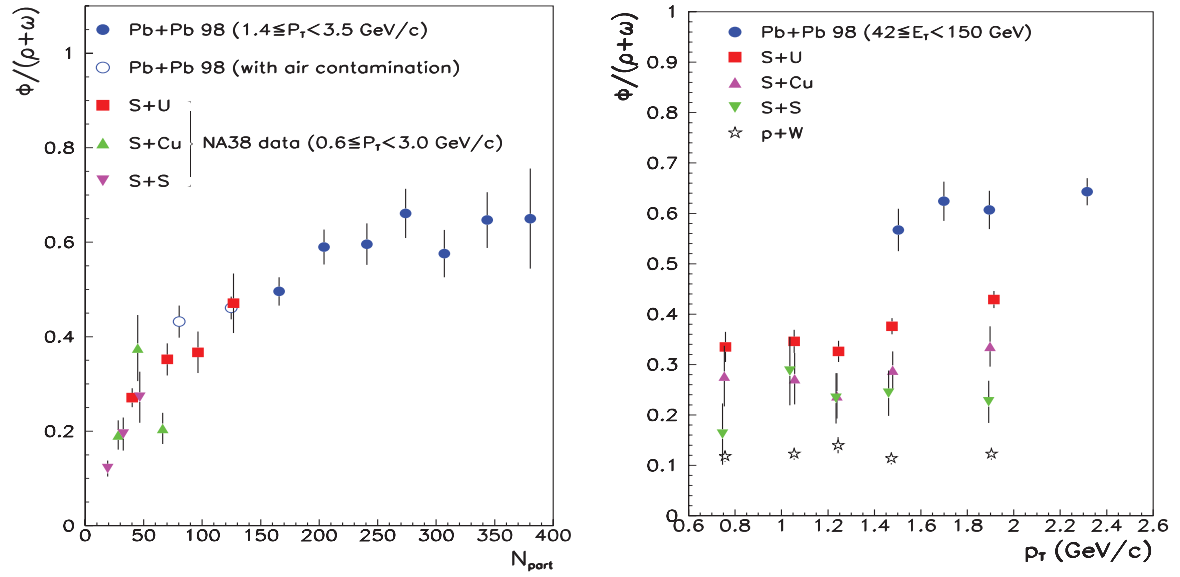 ϕ/(ρ+ω)
1
0.8
0.6
0.4
0.2
0
Pb+Pb 98 (1.4≦P_T<3.5 GeV/c)
Pb+Pb 98 (with air contamination)
S+U
S+Cu
S+S
NA38 data (0.6≦P_T<3.0 GeV/c)
0 50 100 150 200 250 300 350 400
N_part
ϕ/(ρ+ω)
1
0.9
0.8
0.7
0.6
0.5
0.4
0.3
0.2
0.1
0
Pb+Pb 98 (42≦E_T<150 GeV)
S+U
S+Cu
S+S
p+W
0.6 0.8 1 1.2 1.4 1.6 1.8 2 2.2 2.4 2.6
p_T (GeV/c)